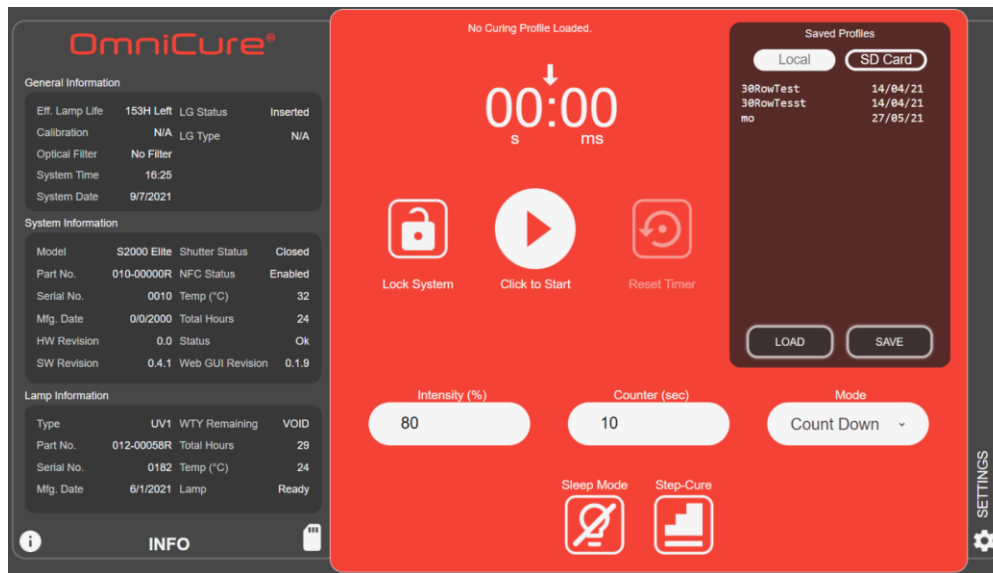 OmniCure®
General Information
Eff. Lamp Life 153H Left LG Status Inserted
Calibration N/A LG Type N/A
Optical Filter No Filter
System Time 16:25
System Date 9/7/2021
System Information
Model S2000 Elite Shutter Status Closed
Part No. 010-00000R NFC Status Enabled
Serial No. 0010 Temp (°C) 32
Mfg. Date 0/0/2000 Total Hours 24
HW Revision 0.0 Status Ok
SW Revision 0.4.1 Web GUI Revision 0.1.9
Lamp Information
Type UV1 WTY Remaining VOID
Part No. 012-00058R Total Hours 29
Serial No. 0182 Temp (°C) 24
Mfg. Date 6/1/2021 Lamp Ready
INFO
No Curing Profile Loaded.
00:00
s ms
Lock System Click to Start Reset Timer
Saved Profiles
Local SD Card
30RowTest 14/04/21
30RowTesst 14/04/21
mo 27/05/21
LOAD SAVE
Intensity (%) Counter (sec) Mode
80 10 Count Down
Sleep Mode Step-Cure
SETTINGS